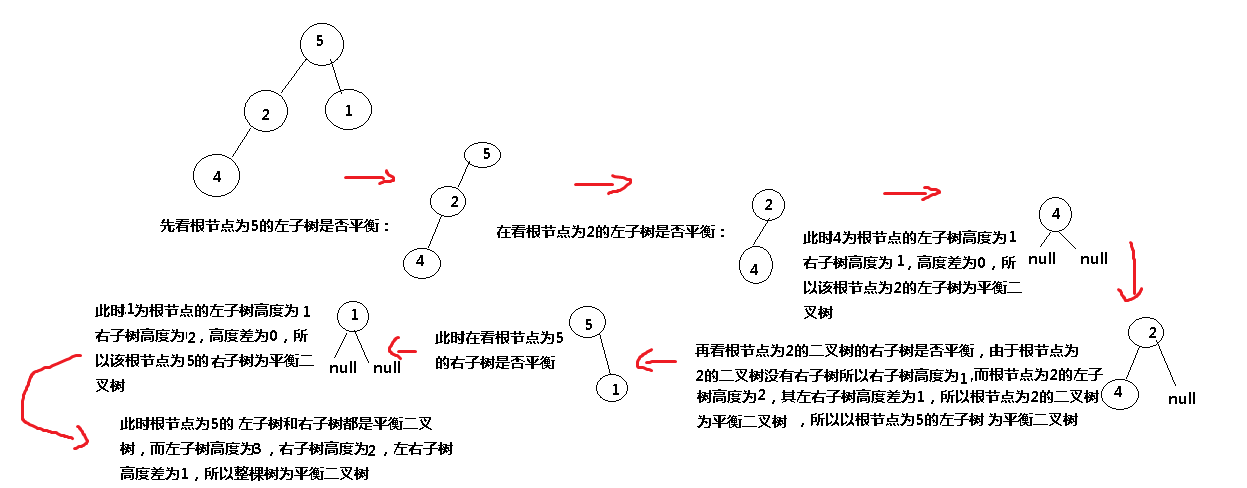 5
2
1
4
先看根节点为5的左子树是否平衡：
5
2
4
在看根节点为2的左子树是否平衡：
2
4
此时4为根节点的左子树高度为1
右子树高度为 1，高度差为0，所
以该根节点为2的左子树为平衡二
叉树
4
null
null
2
4
null
再看根节点为2的二叉树的右子树是否平衡，由于根节点为
2的二叉树没有右子树所以右子树高度为1,而根节点为2的左子
树高度为2，其左右子树高度差为1，所以根节点为2的二叉树
为平衡二叉树 ，所以以根节点为5的左子树 为平衡二叉树
5
1
此时在看根节点为5
的右子树是否平衡
1
null
null
此时1为根节点的左子树高度为 1
右子树高度为2，高度差为0，所
以该根节点为5的右子树为平衡二
叉树
此时根节点为5的 左子树和右子树都是平衡二叉
树，而左子树高度为3，右子树高度为2，左右子树
高度差为1，所以整棵树为平衡二叉树